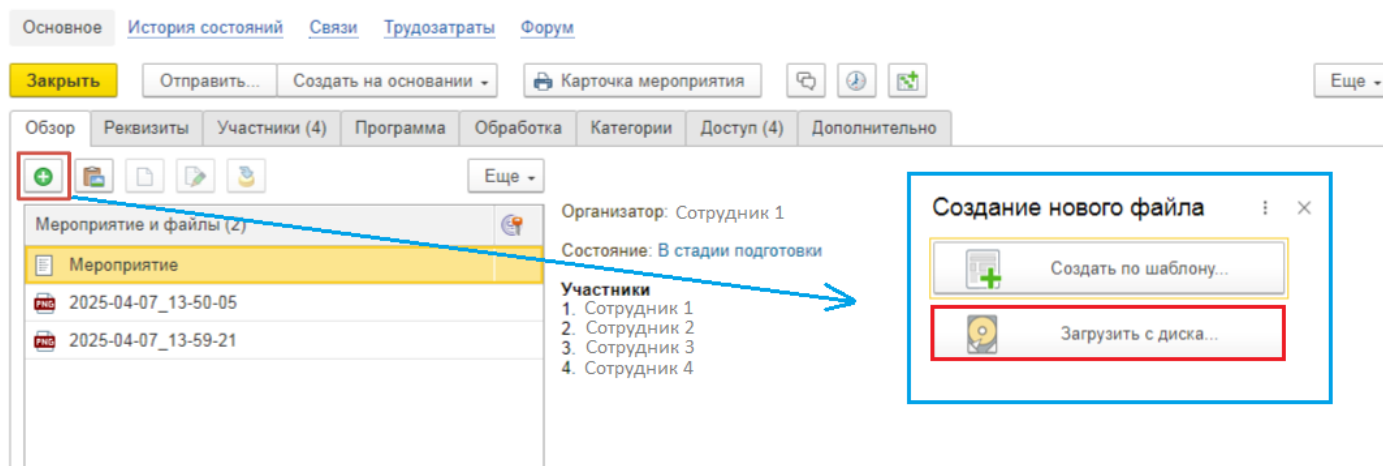 Основное История состояний Связи Трудозатраты Форум
Закрыть Отправить... Создать на основании Карточка мероприятия Еще
Обзор Реквизиты Участники (4) Программа Обработка Категории Доступ (4) Дополнительно
Еще
Мероприятие и файлы (2)
Мероприятие
PNG 2025-04-07_13-50-05
PNG 2025-04-07_13-59-21
Организатор: Сотрудник 1
Состояние: В стадии подготовки
Участники
1. Сотрудник 1
2. Сотрудник 2
3. Сотрудник 3
4. Сотрудник 4
Создание нового файла
Создать по шаблону...
Загрузить с диска...